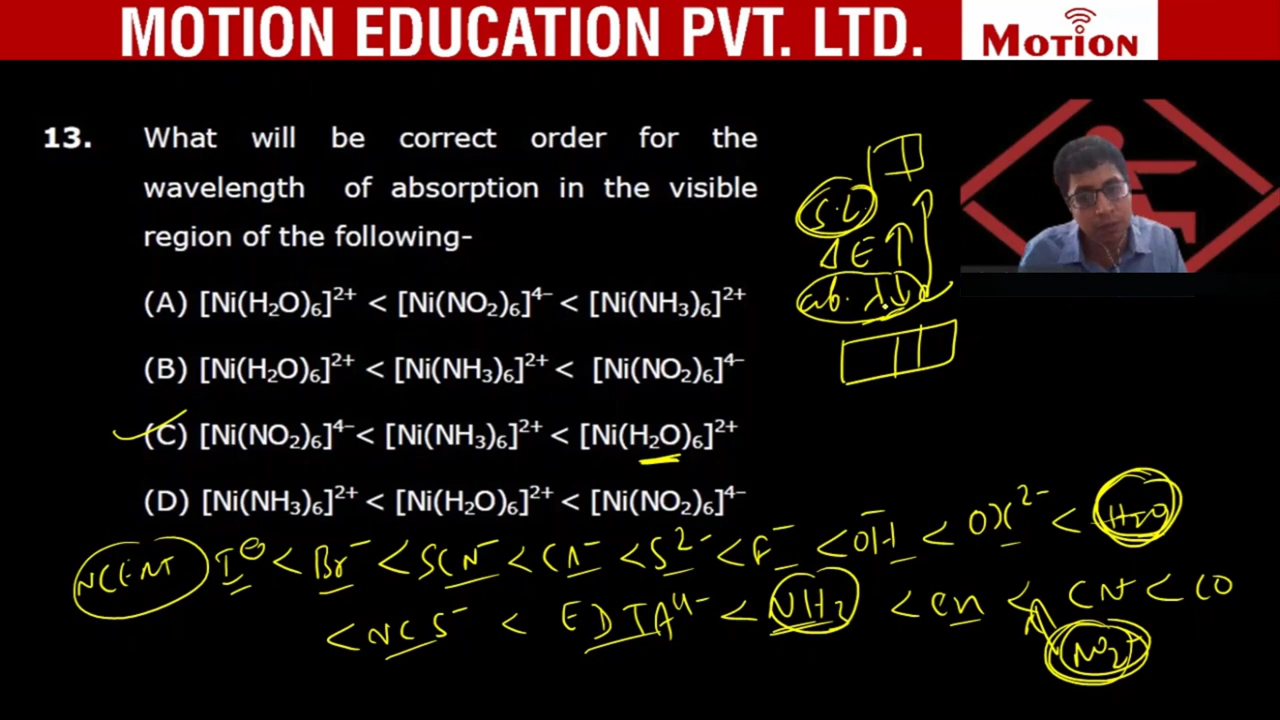 MOTION EDUCATION PVT. LTD.
MOTION
13. What will be correct order for the
wavelength of absorption in the visible
region of the following-
(A) [Ni(H₂O)₆]²⁺ < [Ni(NO₂)₆]⁴⁻ < [Ni(NH₃)₆]²⁺
(B) [Ni(H₂O)₆]²⁺ < [Ni(NH₃)₆]²⁺ < [Ni(NO₂)₆]⁴⁻
(C) [Ni(NO₂)₆]⁴⁻ < [Ni(NH₃)₆]²⁺ < [Ni(H₂O)₆]²⁺
(D) [Ni(NH₃)₆]²⁺ < [Ni(H₂O)₆]²⁺ < [Ni(NO₂)₆]⁴⁻
S.L
Δ E ↑
ab. λ ↓
NCERT I⁻ < Br⁻ < SCN⁻ < Cl⁻ < S²⁻ < F⁻ < OH⁻ < OX²⁻ < H₂O
< NCS⁻ < EDTA⁴⁻ < NH₃ < en < CN⁻ < CO
NO₂⁻